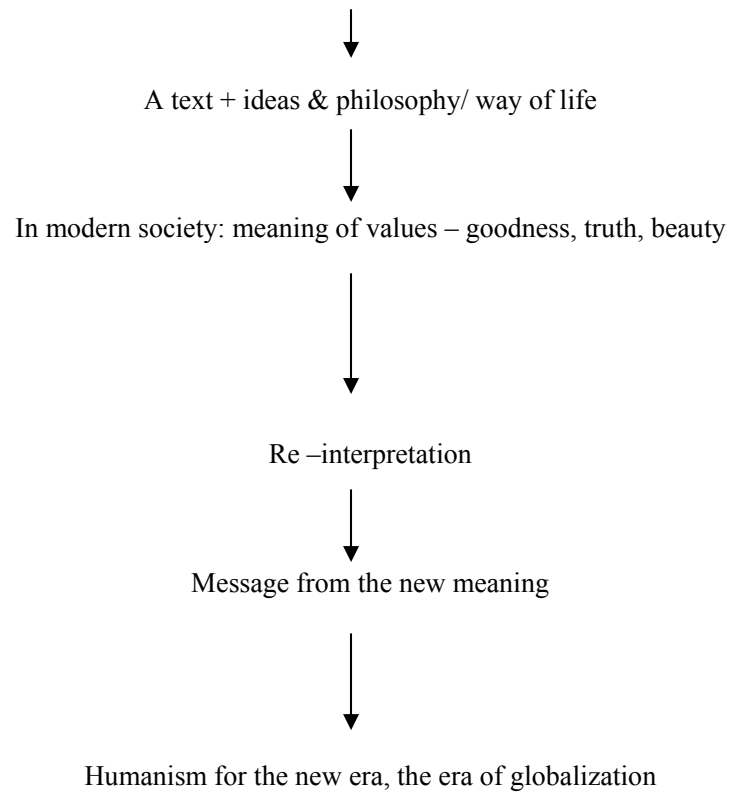 A text + ideas & philosophy/ way of life
In modern society: meaning of values – goodness, truth, beauty
Re –interpretation
Message from the new meaning
Humanism for the new era, the era of globalization